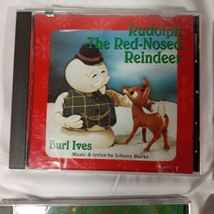 Rudolph
The Red-Nosed
Reindeer
Burl Ives
Music & lyrics by Johnny Marks